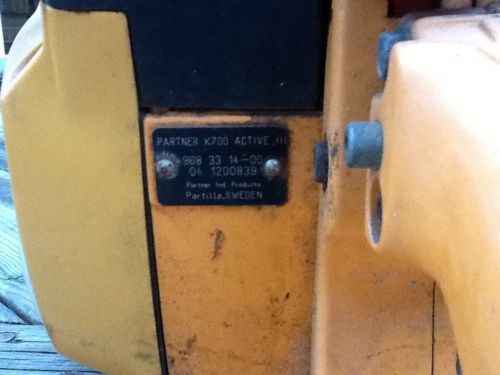 PARTNER K700 ACTIVE III
968 33 14-00
04 1200839
Partner Ind. Products
Partille, SWEDEN